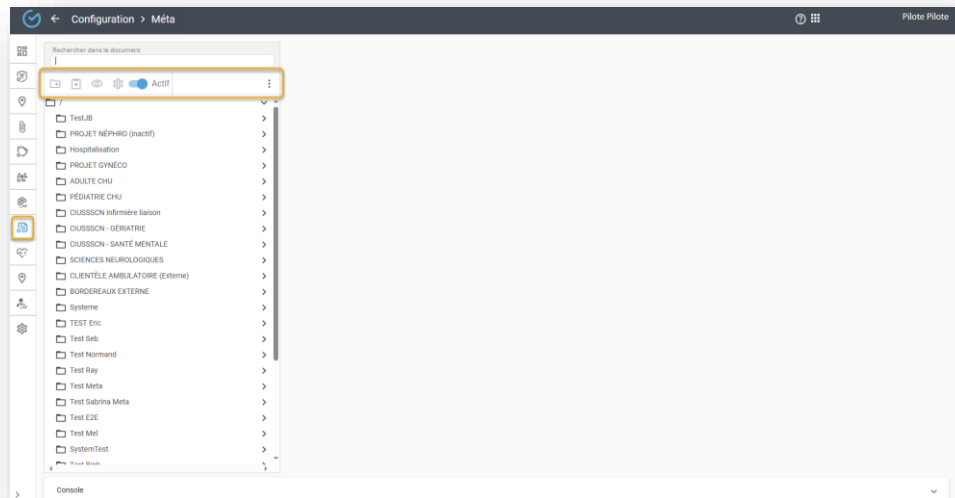 Configuration > Méta
Pilote Pilote
Rechercher dans le document
Actif
/
TestJB
PROJET NÉPHRO (inactif)
Hospitalisation
PROJET GYNÉCO
ADULTE CHU
PÉDIATRIE CHU
CIUSSSCN Infirmière liaison
CIUSSSCN - GÉRIATRIE
CIUSSSCN - SANTÉ MENTALE
SCIENCES NEUROLOGIQUES
CLIENTÈLE AMBULATOIRE (Externe)
BORDEREAUX EXTERNE
Systeme
TEST Eric
Test Seb
Test Normand
Test Ray
Test Meta
Test Sabrina Meta
Test E2E
Test Mel
SystemTest
Test Binh
Console